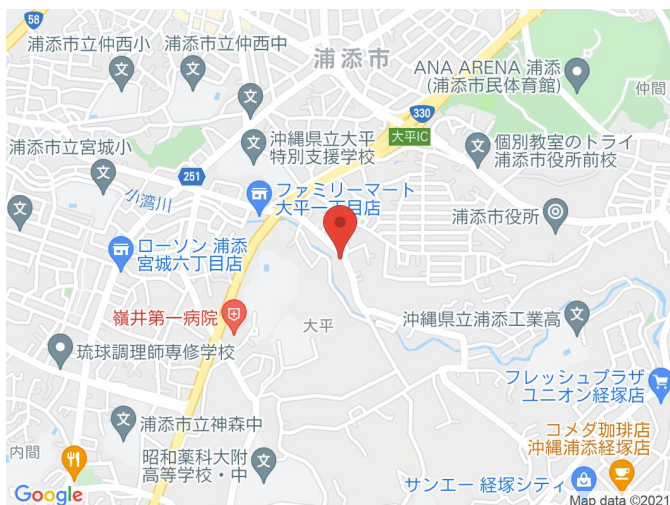 58
浦添市立仲西小
浦添市立仲西中
浦添市
ANA ARENA 浦添
(浦添市民体育館)
仲間
330
大平IC
沖縄県立大平
特別支援学校
個別教室のトライ
浦添市役所前校
浦添市立宮城小
251
小湾川
ファミリーマート
大平一丁目店
浦添市役所
ローソン 浦添
宮城六丁目店
嶺井第一病院
大平
沖縄県立浦添工業高
琉球調理師専修学校
フレッシュプラザ
ユニオン経塚店
浦添市立神森中
コメダ珈琲店
沖縄浦添経塚店
内間
昭和薬科大附
高等学校・中
サンエー 経塚シティ
Google
Map data ©2021